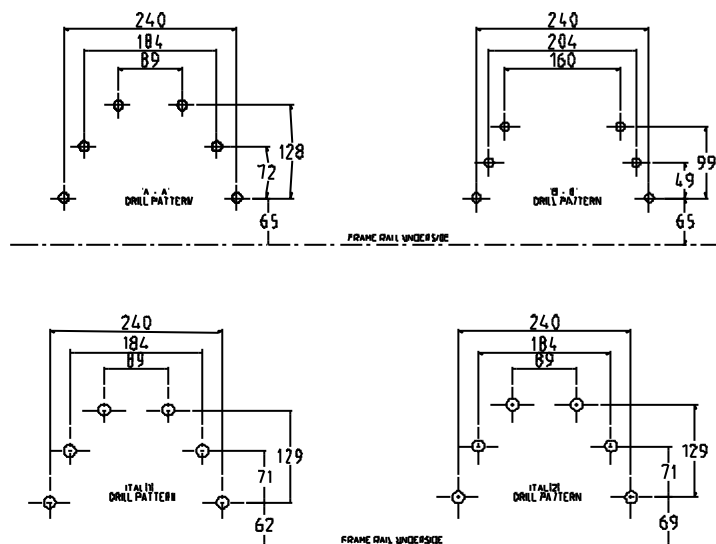 240
184
89
128
72
'A - A'
DRILL PATTERN
65
240
204
160
99
49
'B - B'
DRILL PATTERN
65
FRAME RAIL UNDERSIDE
240
184
89
129
71
ITAL[1]
DRILL PATTERN
62
240
184
89
129
71
ITAL[2]
DRILL PATTERN
69
FRAME RAIL UNDERSIDE